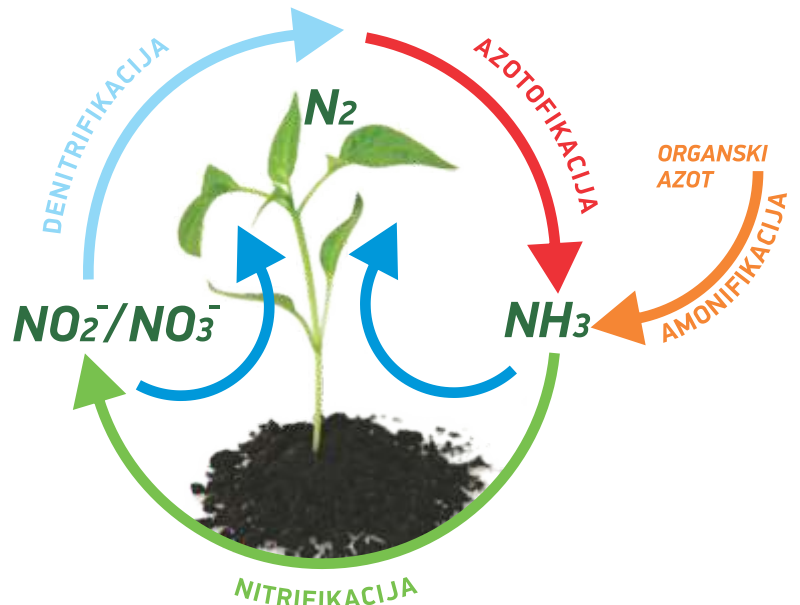 DENITRIFIKACIJA
N₂
AZOTOFIKACIJA
ORGANSKI
AZOT
AMONIFIKACIJA
NO₂⁻/NO₃⁻
NH₃
NITRIFIKACIJA